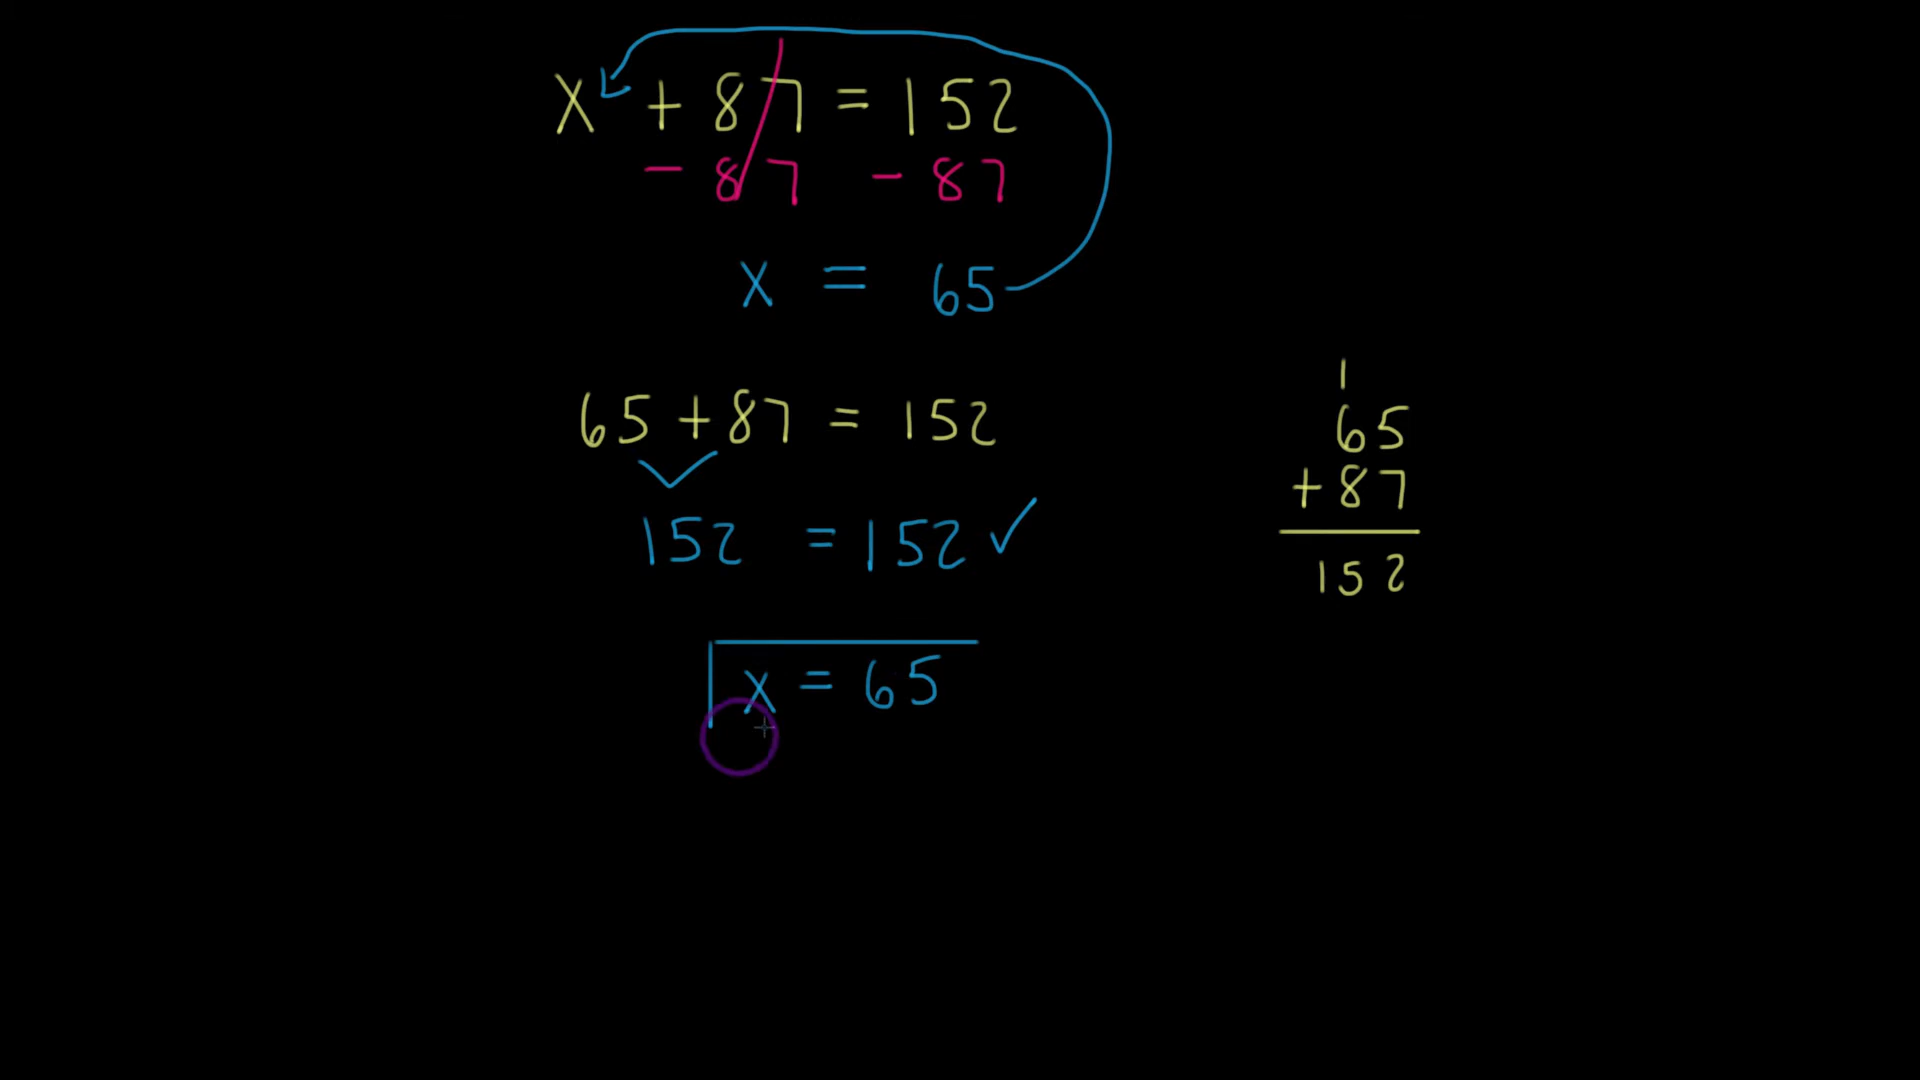 x + 87 = 152
- 87 - 87
x = 65
65 + 87 = 152
152 = 152 ✓
x = 65
1
65
+ 87
152